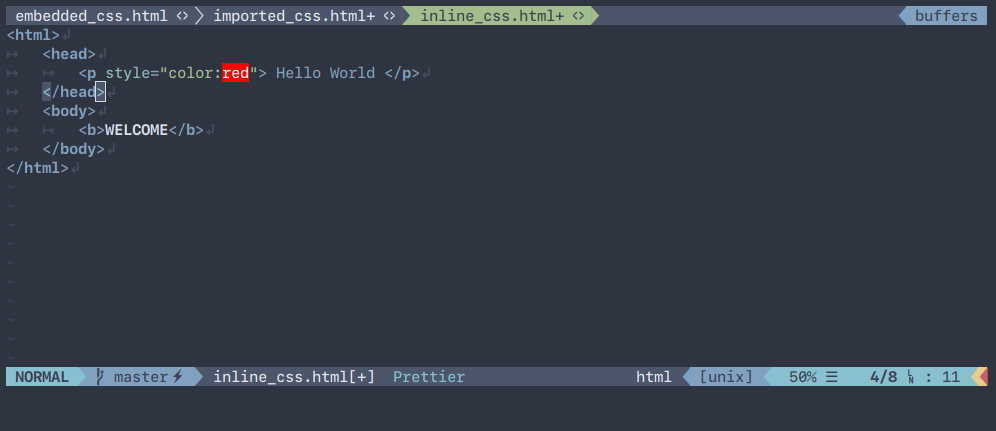 embedded_css.html <> imported_css.html+ <> inline_css.html+ <> buffers
<html>
<head>
<p style="color:red"> Hello World </p>
</head>
<body>
<b>WELCOME</b>
</body>
</html>
~
~
~
~
~
~
~
~
~
~
NORMAL master inline_css.html[+] Prettier html [unix] 50% ☰ 4/8 LN : 11